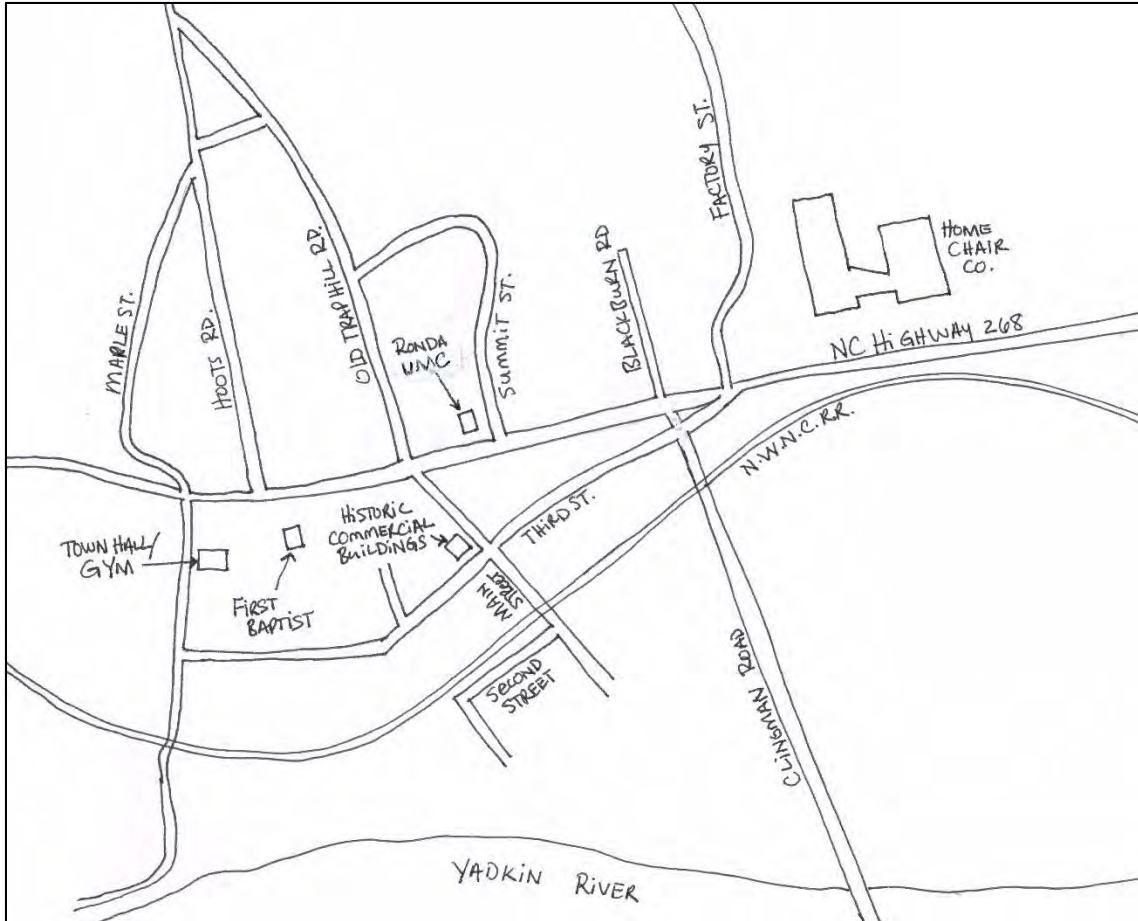 FACTORY ST.
HOME
CHAIR
CO.
NC HIGHWAY 268
MAPLE ST.
HOOTS RD.
OLD TRAPHILL RD.
RONDA
UMC
SUMMIT ST.
BLACKBURN RD
N.W.N.C.R.R.
TOWN HALL/
GYM
FIRST
BAPTIST
HISTORIC
COMMERCIAL
BUILDINGS
THIRD ST.
MAIN
STREET
SECOND
STREET
CLINGMAN ROAD
YADKIN RIVER